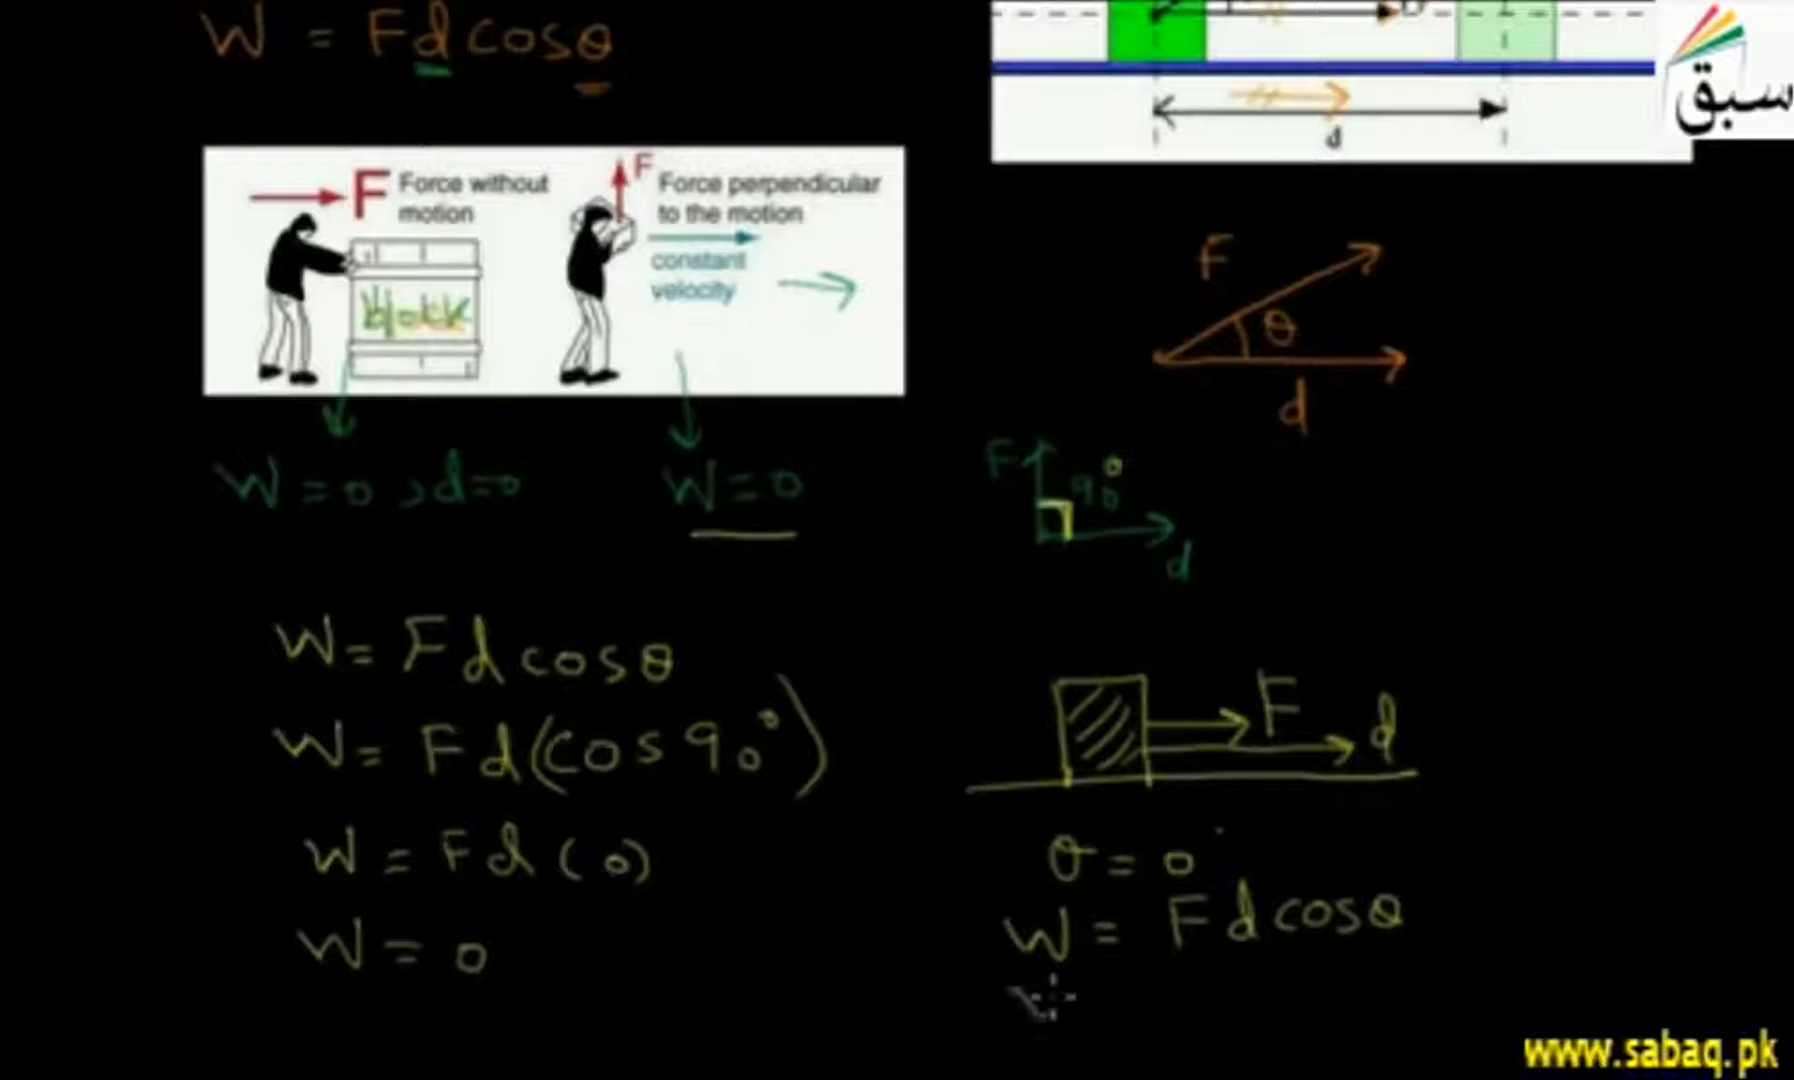 W = Fd cosθ
سبق
d
F Force without motion
F Force perpendicular to the motion
constant velocity
block
F
θ
d
W = 0 , d = 0
W = 0
F 90°
d
W = Fd cosθ
W = Fd (cos 90°)
W = Fd (0)
W = 0
F
d
θ = 0
W = Fd cosθ
www.sabaq.pk